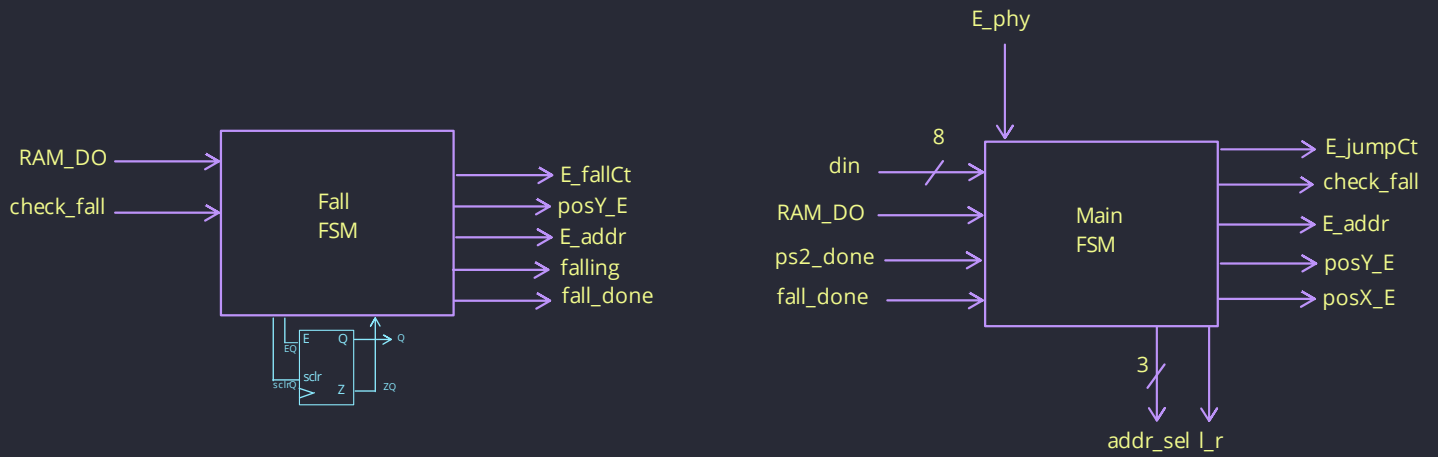 E_phy
RAM_DO
check_fall
Fall
FSM
E_fallCt
posY_E
E_addr
falling
fall_done
E
Q
EQ
Q
sclr
sclrQ
Z
ZQ
8
din
RAM_DO
ps2_done
fall_done
Main
FSM
E_jumpCt
check_fall
E_addr
posY_E
posX_E
3
addr_sel l_r